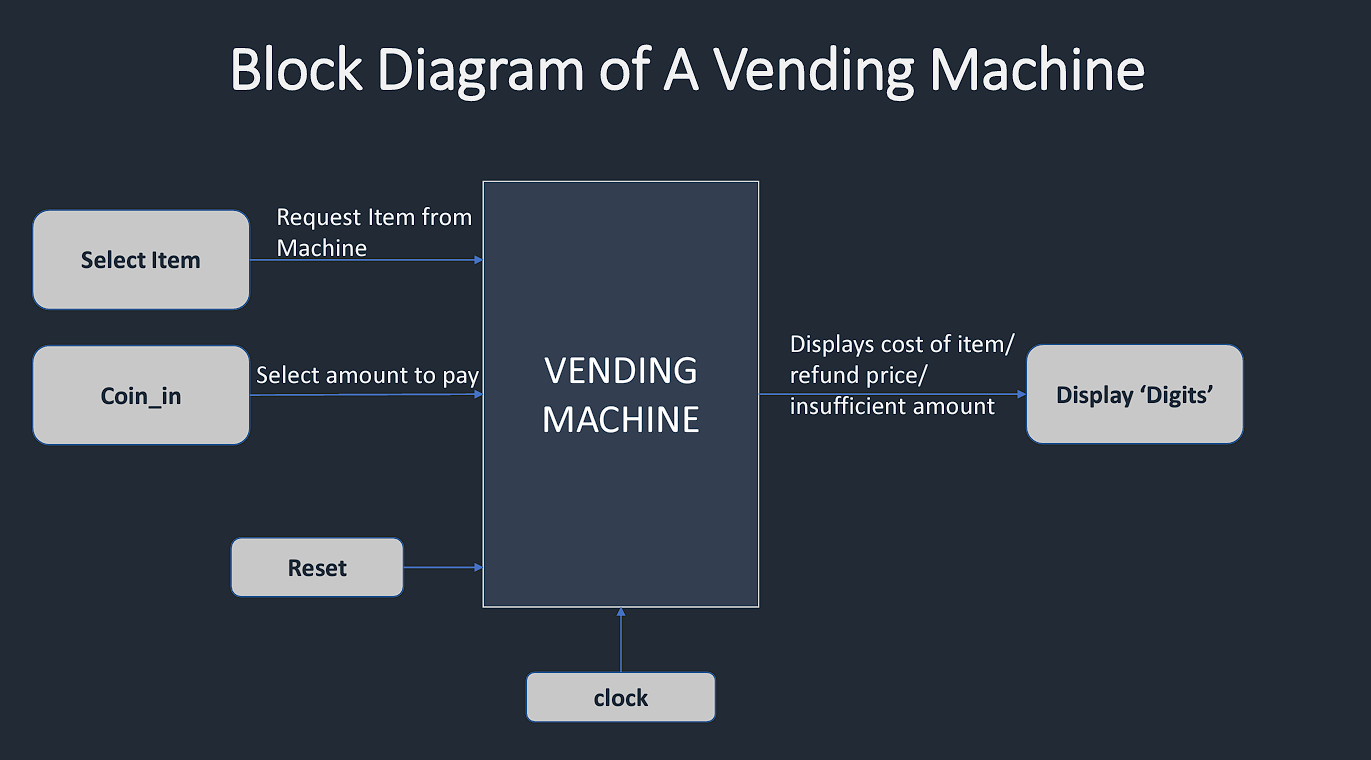 Block Diagram of A Vending Machine
Request Item from
Machine
Select Item
Select amount to pay
Coin_in
VENDING
MACHINE
Displays cost of item/
refund price/
insufficient amount
Display ‘Digits’
Reset
clock